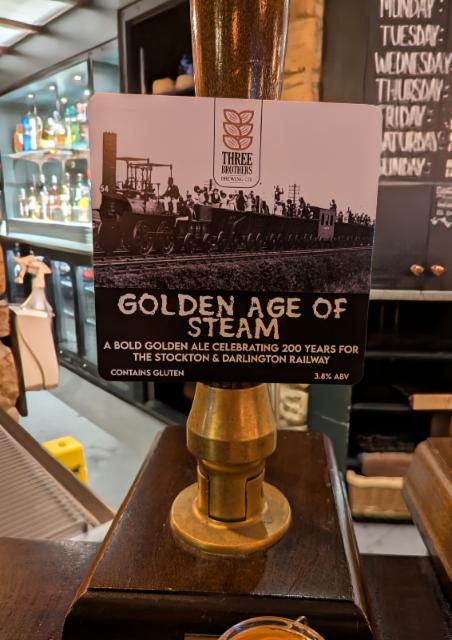 MONDAY:
TUESDAY:
WEDNESDAY
THURSDAY:
FRIDAY:
SATURDAY:
SUNDAY:
THREE
BROTHERS
BREWING CO
54
GOLDEN AGE OF
STEAM
A BOLD GOLDEN ALE CELEBRATING 200 YEARS FOR
THE STOCKTON & DARLINGTON RAILWAY
CONTAINS GLUTEN 3.8% ABV